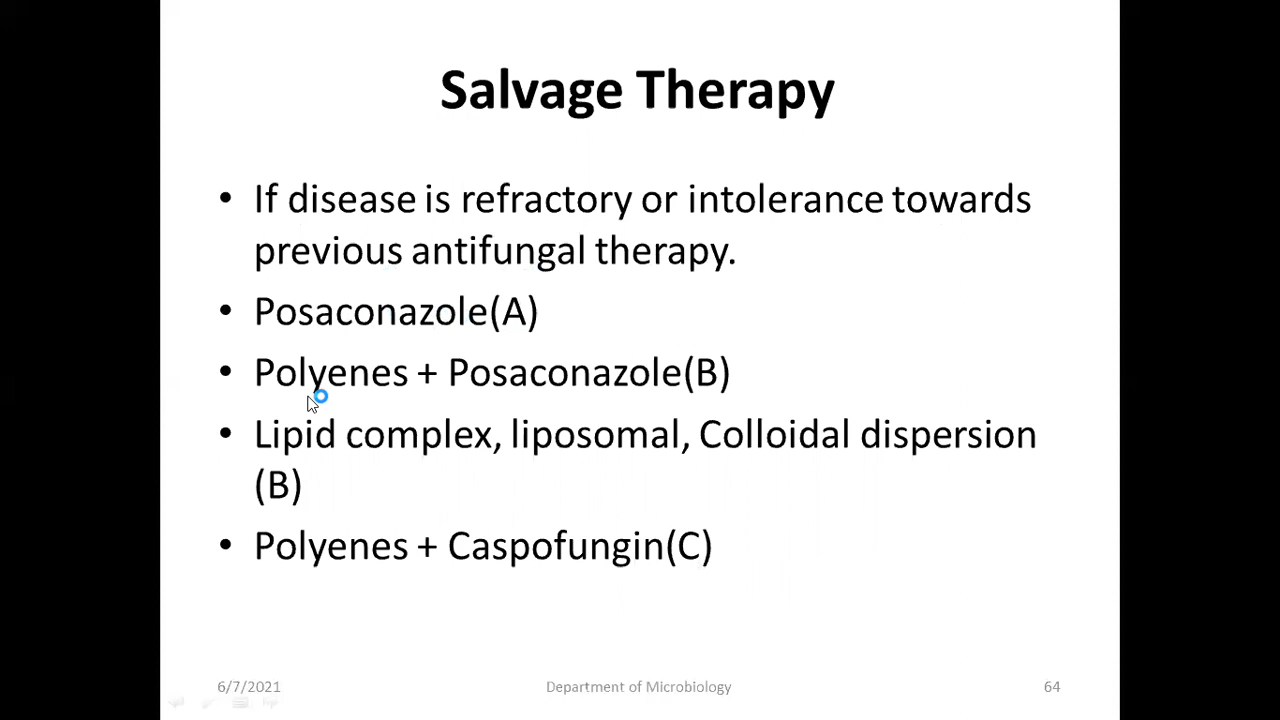 Salvage Therapy
• If disease is refractory or intolerance towards
previous antifungal therapy.
• Posaconazole(A)
• Polyenes + Posaconazole(B)
• Lipid complex, liposomal, Colloidal dispersion
(B)
• Polyenes + Caspofungin(C)
6/7/2021 Department of Microbiology 64